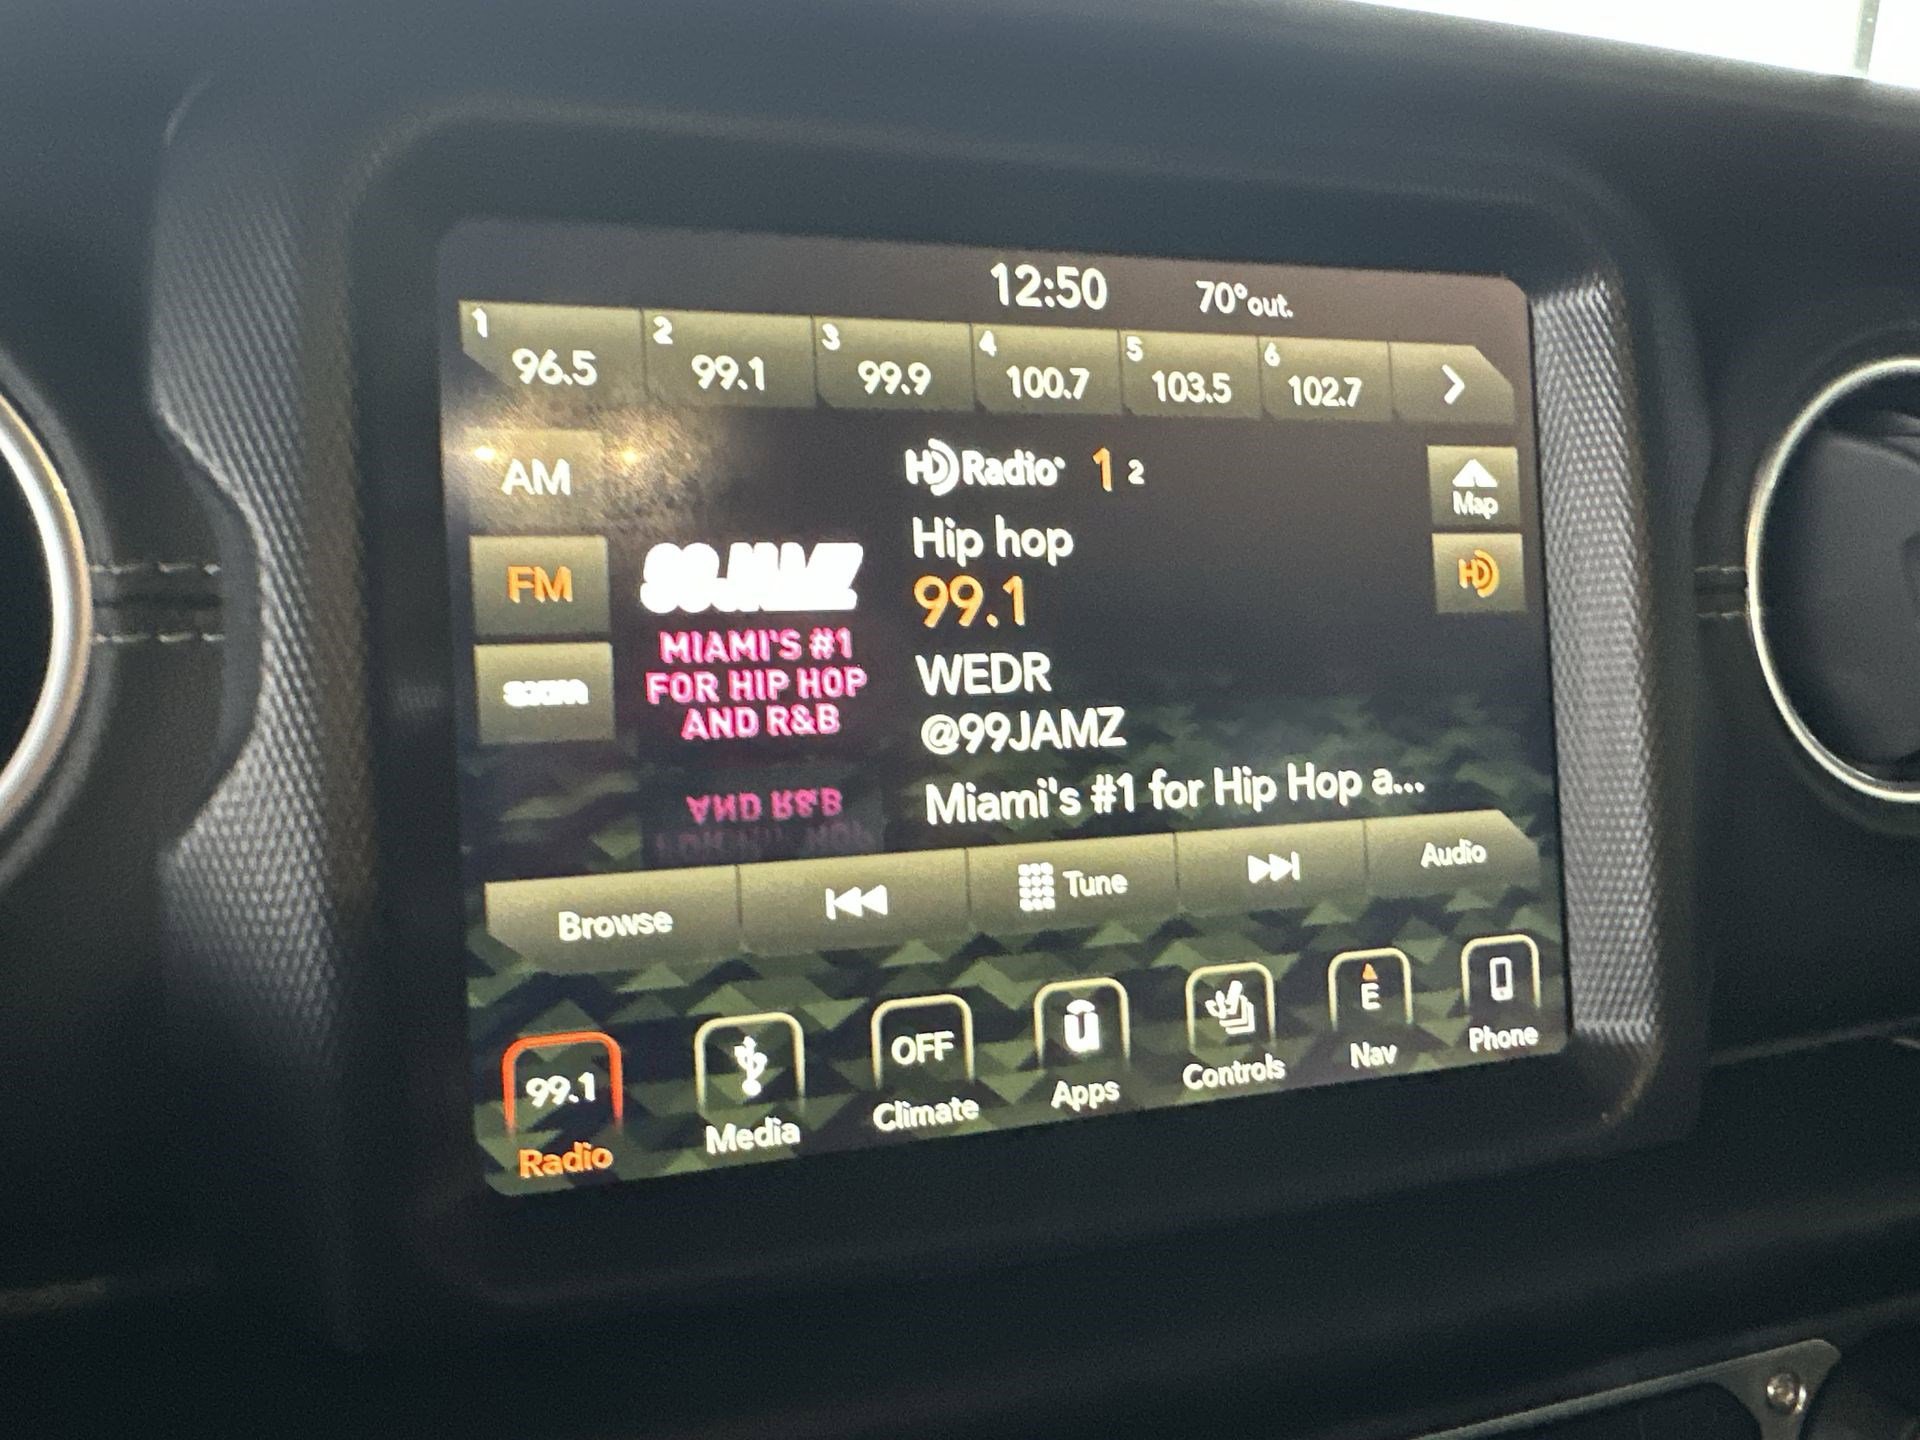 12:50 70°out.
1 2 3 4 5 6
96.5 99.1 99.9 100.7 103.5 102.7
AM
HD Radio 1 2
Map
Hip hop
FM
99JAMZ
99.1
HD
MIAMI'S #1
FOR HIP HOP
AND R&B
WEDR
@99JAMZ
Miami's #1 for Hip Hop a...
AND R&B
Browse Tune Audio
99.1 OFF u E
Radio Media Climate Apps Controls Nav Phone